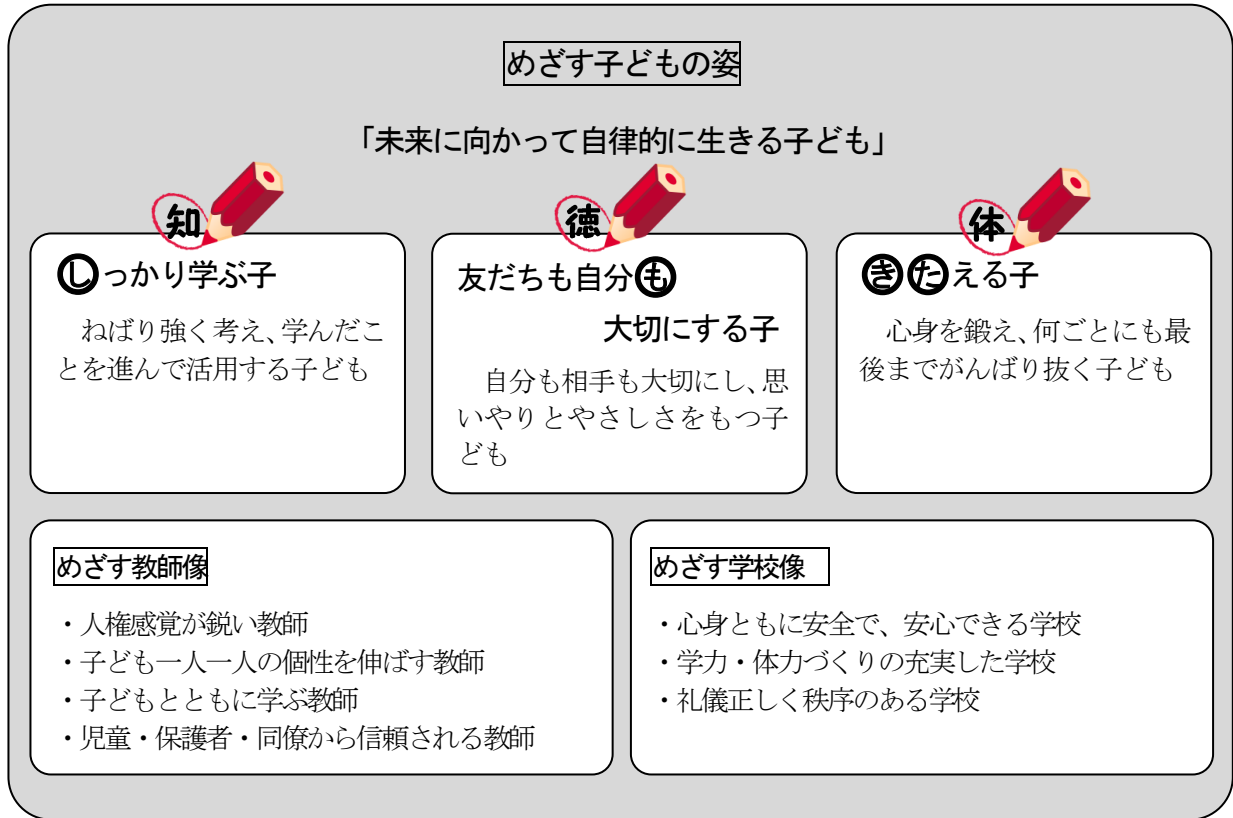 めざす子どもの姿
「未来に向かって自律的に生きる子ども」
知
しっかり学ぶ子
ねばり強く考え、学んだこ
とを進んで活用する子ども
徳
友だちも自分も
大切にする子
自分も相手も大切にし、思
いやりとやさしさをもつ子
ども
体
きたえる子
心身を鍛え、何ごとにも最
後までがんばり抜く子ども
めざす教師像
・人権感覚が鋭い教師
・子ども一人一人の個性を伸ばす教師
・子どもとともに学ぶ教師
・児童・保護者・同僚から信頼される教師
めざす学校像
・心身ともに安全で、安心できる学校
・学力・体力づくりの充実した学校
・礼儀正しく秩序のある学校